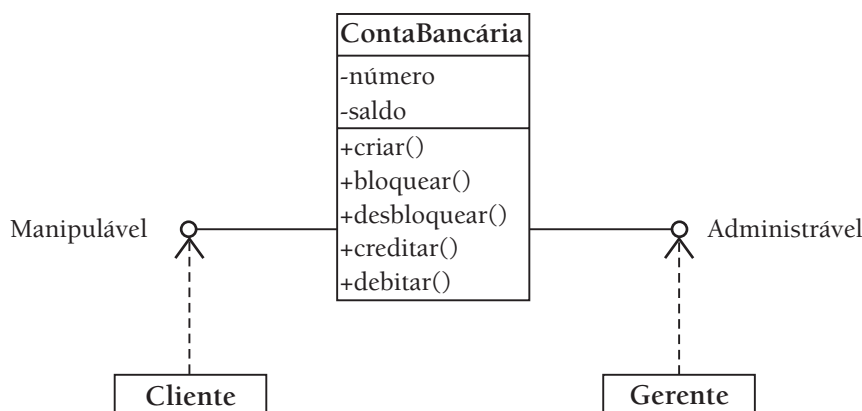 ContaBancária
-número
-saldo
+criar()
+bloquear()
+desbloquear()
+creditar()
+debitar()
Manipulável
Administrável
Cliente
Gerente